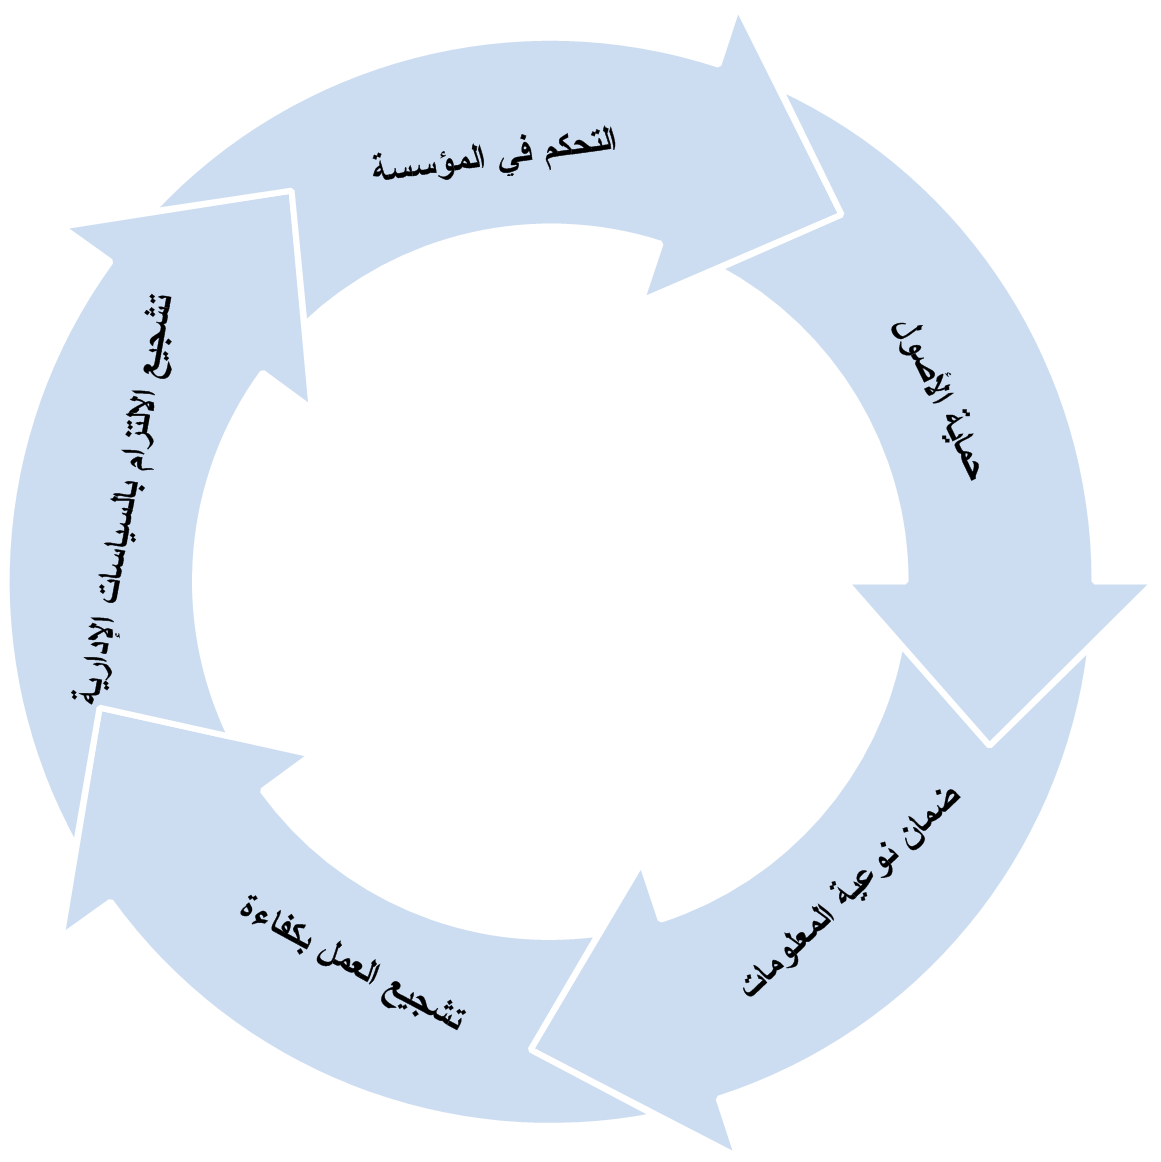 التحكم في المؤسسة
حماية الأصول
ضمان نوعية المعلومات
تشجيع العمل بكفاءة
تشجيع الالتزام بالسياسات الإدارية